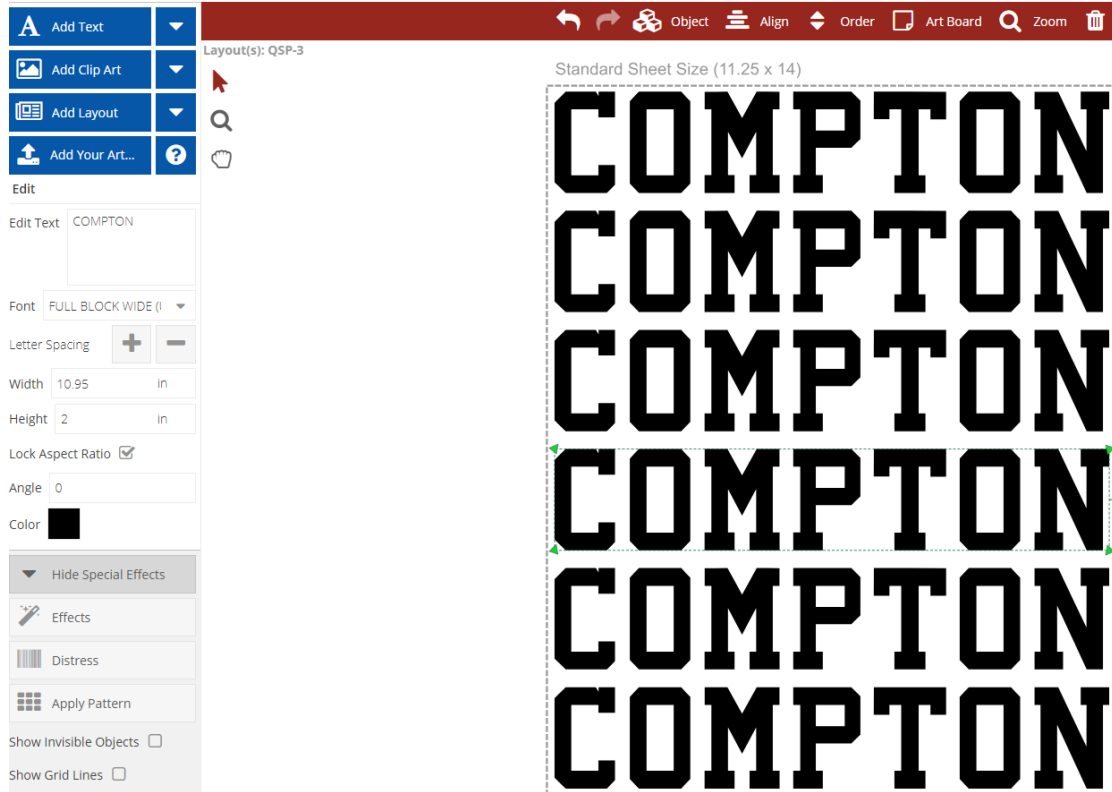 Add Text
Object Align Order Art Board Zoom
Layout(s): QSP-3
Add Clip Art
Standard Sheet Size (11.25 x 14)
Add Layout
Add Your Art... ?
Edit
Edit Text COMPTON
Font FULL BLOCK WIDE (
Letter Spacing + −
Width 10.95 in
Height 2 in
Lock Aspect Ratio
Angle 0
Color
Hide Special Effects
Effects
Distress
Apply Pattern
Show Invisible Objects
Show Grid Lines
COMPTON
COMPTON
COMPTON
COMPTON
COMPTON
COMPTON